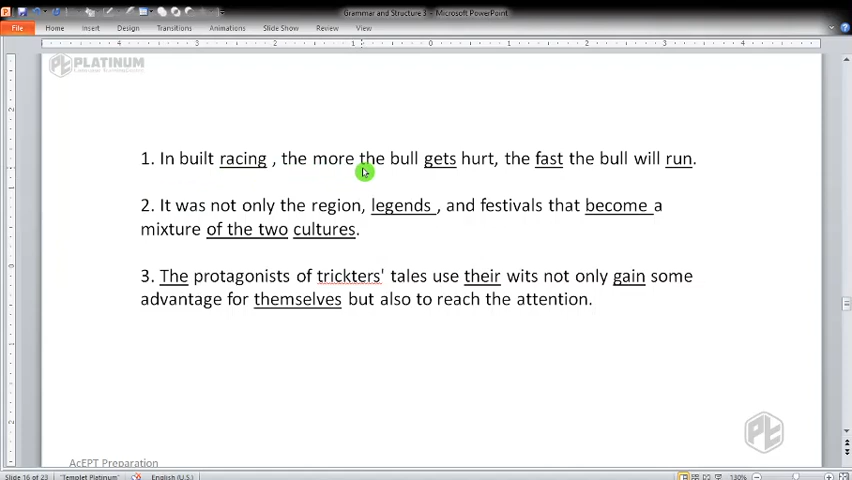 Grammar and Structure 3 - Microsoft PowerPoint
File Home Insert Design Transitions Animations Slide Show Review View
PLATINUM
1. In built racing , the more the bull gets hurt, the fast the bull will run.
2. It was not only the region, legends , and festivals that become a
mixture of the two cultures.
3. The protagonists of trickters' tales use their wits not only gain some
advantage for themselves but also to reach the attention.
AcEPT Preparation
Slide 16 of 23 "Templet Platinum" English (U.S.) 130%